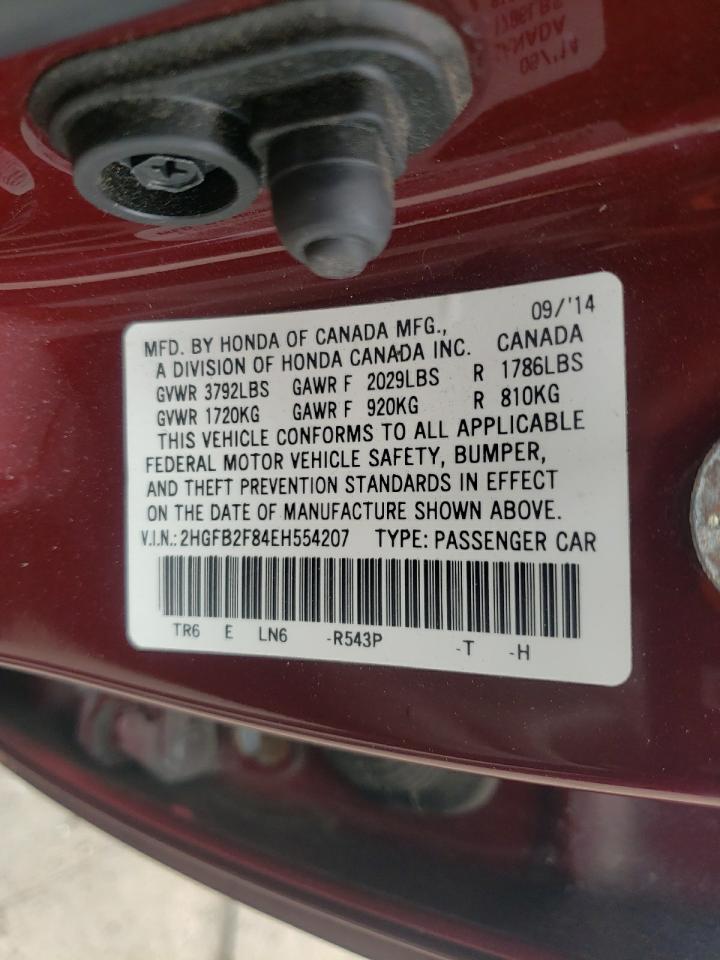 09/'14
MFD. BY HONDA OF CANADA MFG.,
A DIVISION OF HONDA CANADA INC. CANADA
GVWR 3792LBS GAWR F 2029LBS R 1786LBS
GVWR 1720KG GAWR F 920KG R 810KG
THIS VEHICLE CONFORMS TO ALL APPLICABLE
FEDERAL MOTOR VEHICLE SAFETY, BUMPER,
AND THEFT PREVENTION STANDARDS IN EFFECT
ON THE DATE OF MANUFACTURE SHOWN ABOVE.
V.I.N.: 2HGFB2F84EH554207 TYPE: PASSENGER CAR
TR6 E LN6 -R543P -T -H